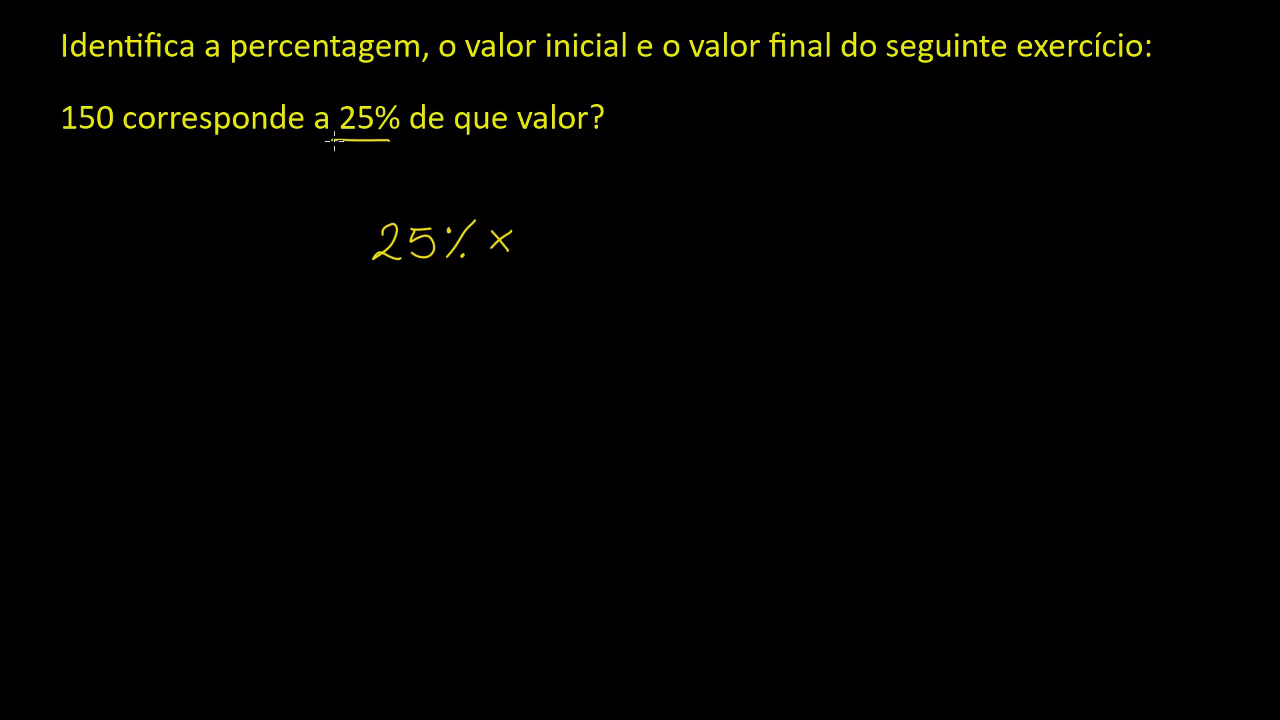 Identifica a percentagem, o valor inicial e o valor final do seguinte exercício:
150 corresponde a 25% de que valor?
25% ×